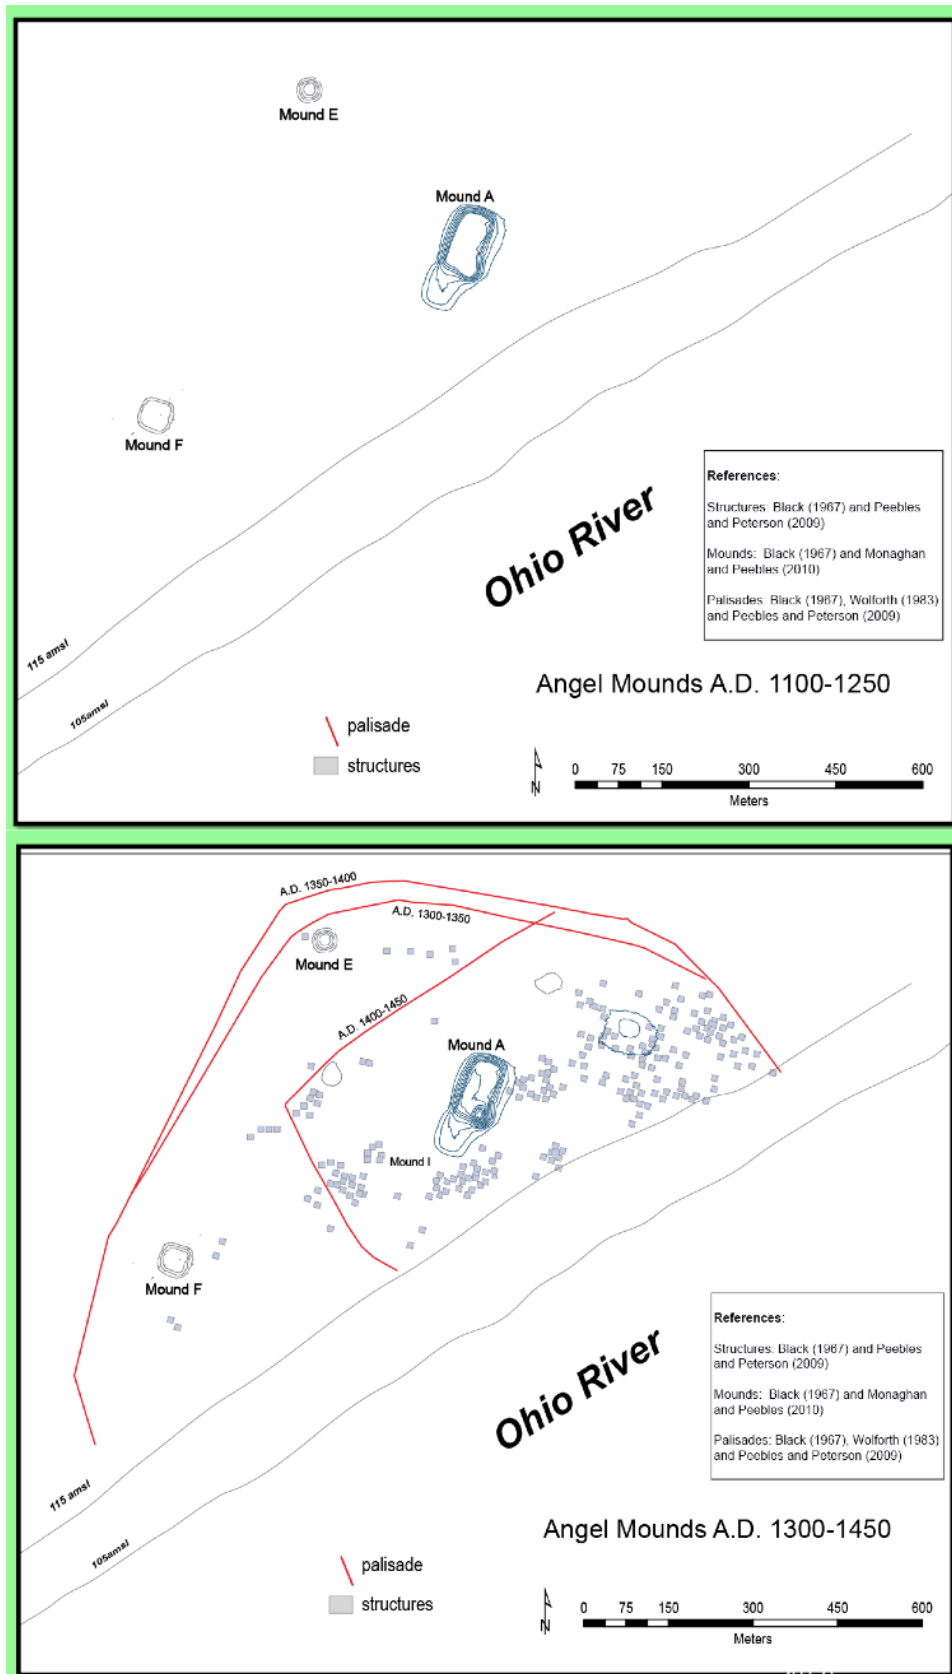 Mound E
Mound A
Mound F
Ohio River
References:
Structures: Black (1967) and Peebles
and Peterson (2009)
Mounds: Black (1967) and Monaghan
and Peebles (2010)
Palisades: Black (1967), Wolforth (1983)
and Peebles and Peterson (2009)
115 amsl
105amsl
Angel Mounds A.D. 1100-1250
palisade
structures
N
0 75 150 300 450 600
Meters
A.D. 1350-1400
A.D. 1300-1350
Mound E
A.D. 1400-1450
Mound A
Mound I
Mound F
Ohio River
References:
Structures: Black (1967) and Peebles
and Peterson (2009)
Mounds: Black (1967) and Monaghan
and Peebles (2010)
Palisades: Black (1967), Wolforth (1983)
and Peebles and Peterson (2009)
115 amsl
105amsl
Angel Mounds A.D. 1300-1450
palisade
structures
N
0 75 150 300 450 600
Meters